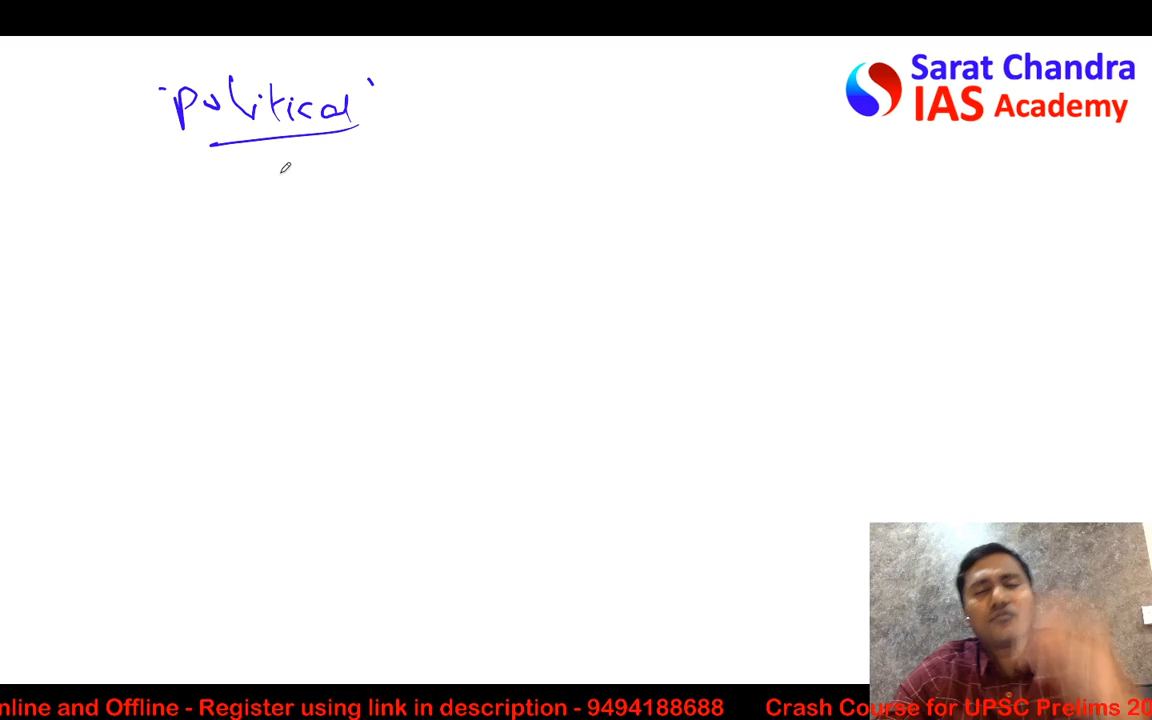 'political'
Sarat Chandra
IAS Academy
nline and Offline - Register using link in description - 9494188688 Crash Course for UPSC Prelims 20